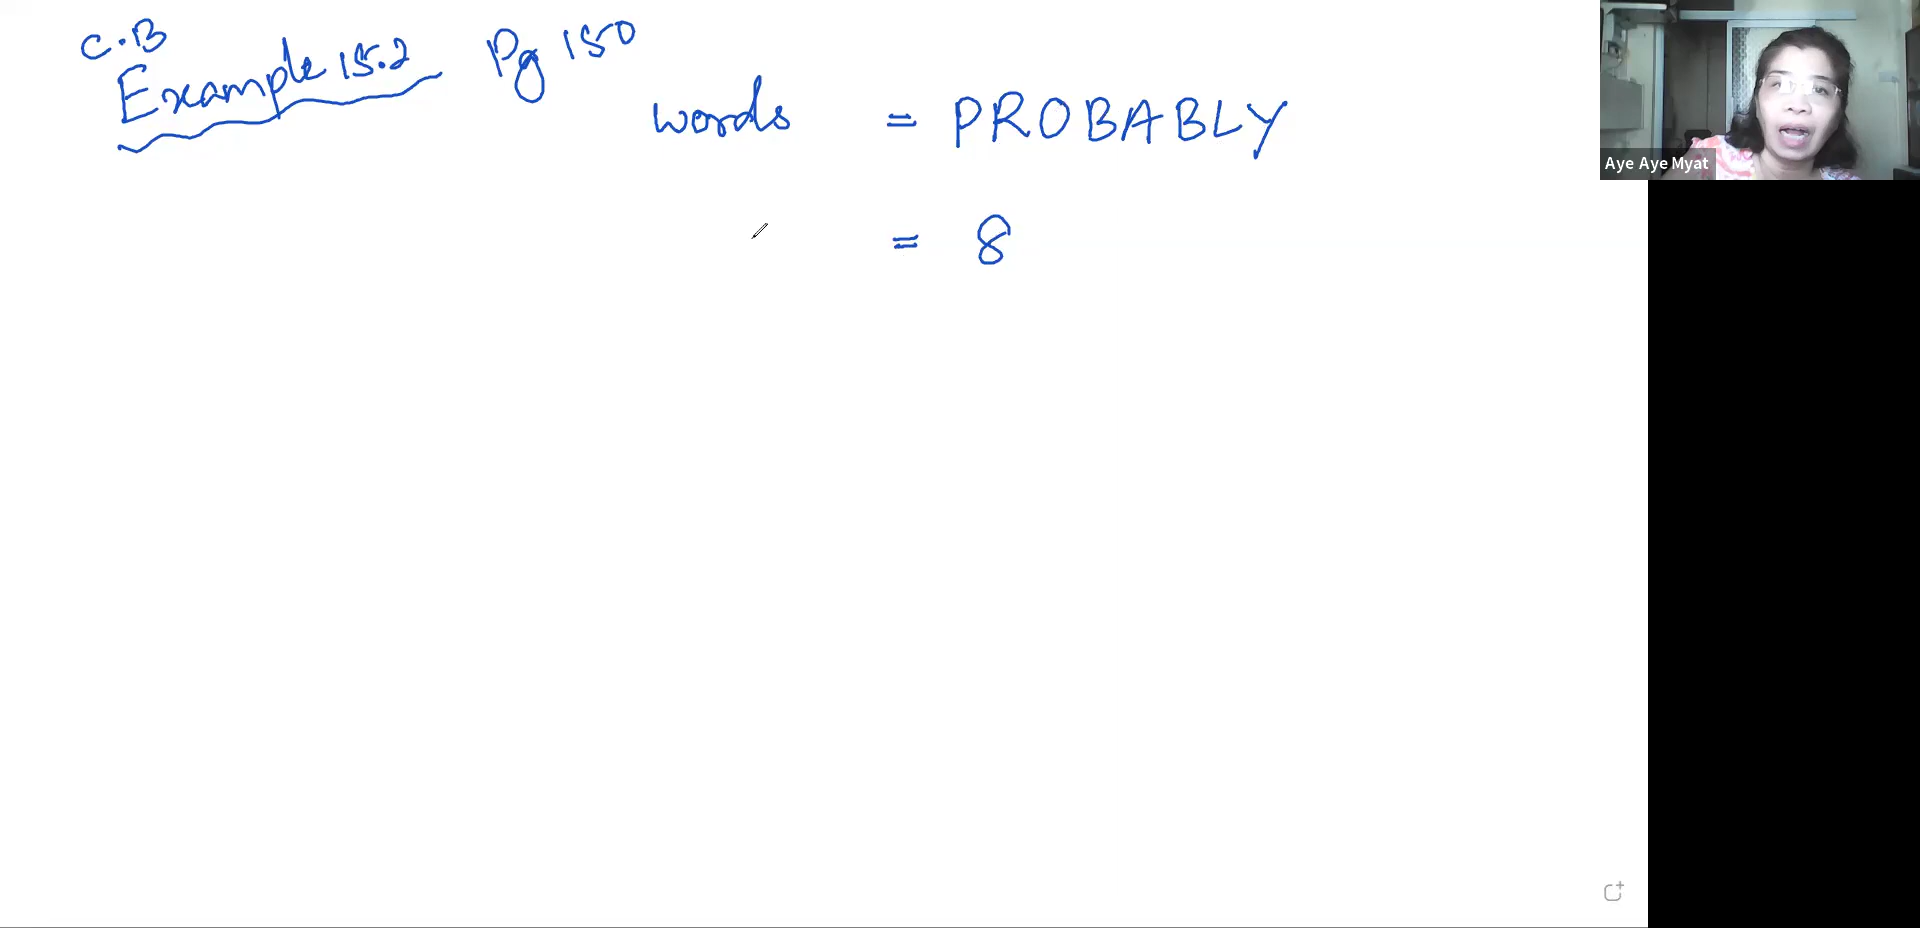 C.B
Example 15.2 Pg 150
words = PROBABLY
= 8
Aye Aye Myat